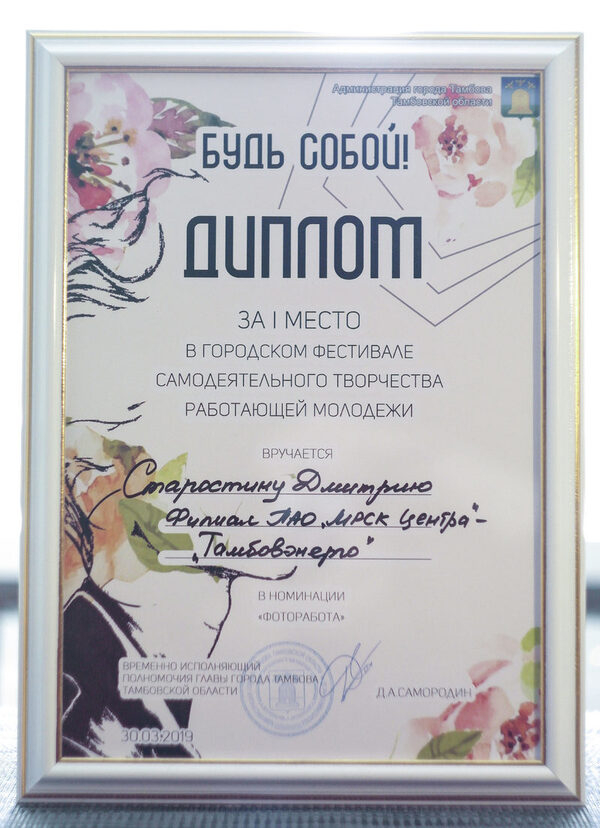 Администрация города Тамбова
Тамбовской области
БУДЬ СОБОЙ!
ДИПЛОМ
ЗА I МЕСТО
В ГОРОДСКОМ ФЕСТИВАЛЕ
САМОДЕЯТЕЛЬНОГО ТВОРЧЕСТВА
РАБОТАЮЩЕЙ МОЛОДЕЖИ
ВРУЧАЕТСЯ
Старостину Дмитрию
Филиал ПАО „МРСК Центра"-
„Тамбовэнерго"
В НОМИНАЦИИ
«ФОТОРАБОТА»
ВРЕМЕННО ИСПОЛНЯЮЩИЙ
ПОЛНОМОЧИЯ ГЛАВЫ ГОРОДА ТАМБОВА
ТАМБОВСКОЙ ОБЛАСТИ
Д.А.САМОРОДИН
30.03.2019